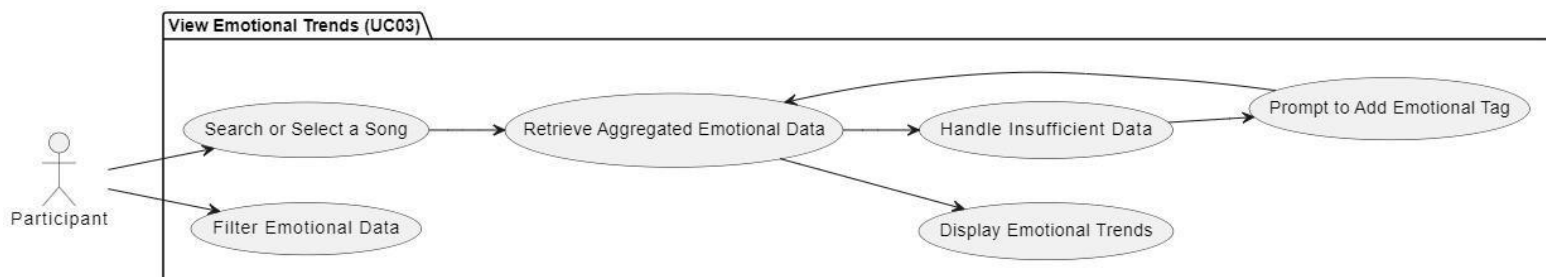 View Emotional Trends (UC03)
Search or Select a Song
Retrieve Aggregated Emotional Data
Handle Insufficient Data
Prompt to Add Emotional Tag
Participant
Filter Emotional Data
Display Emotional Trends